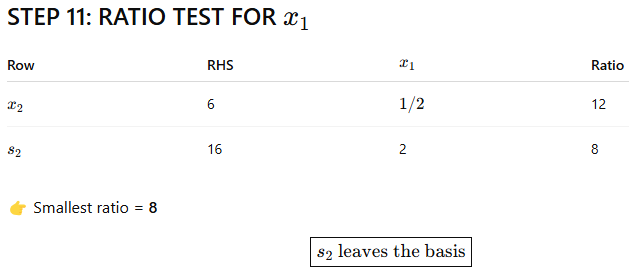 STEP 11: RATIO TEST FOR x₁
Row RHS x₁ Ratio
x₂ 6 1/2 12
s₂ 16 2 8
👉 Smallest ratio = 8
s₂ leaves the basis